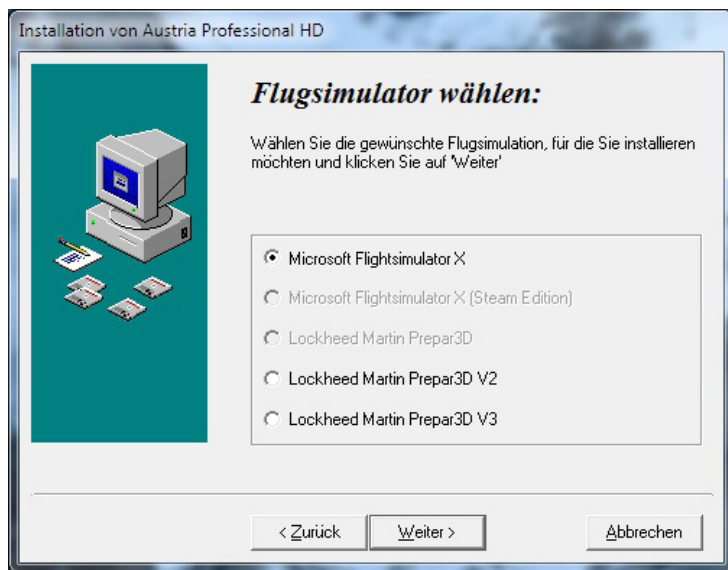 Installation von Austria Professional HD
Flugsimulator wählen:
Wählen Sie die gewünschte Flugsimulation, für die Sie installieren
möchten und klicken Sie auf 'Weiter'
Microsoft Flightsimulator X
Microsoft Flightsimulator X (Steam Edition)
Lockheed Martin Prepar3D
Lockheed Martin Prepar3D V2
Lockheed Martin Prepar3D V3
< Zurück Weiter > Abbrechen